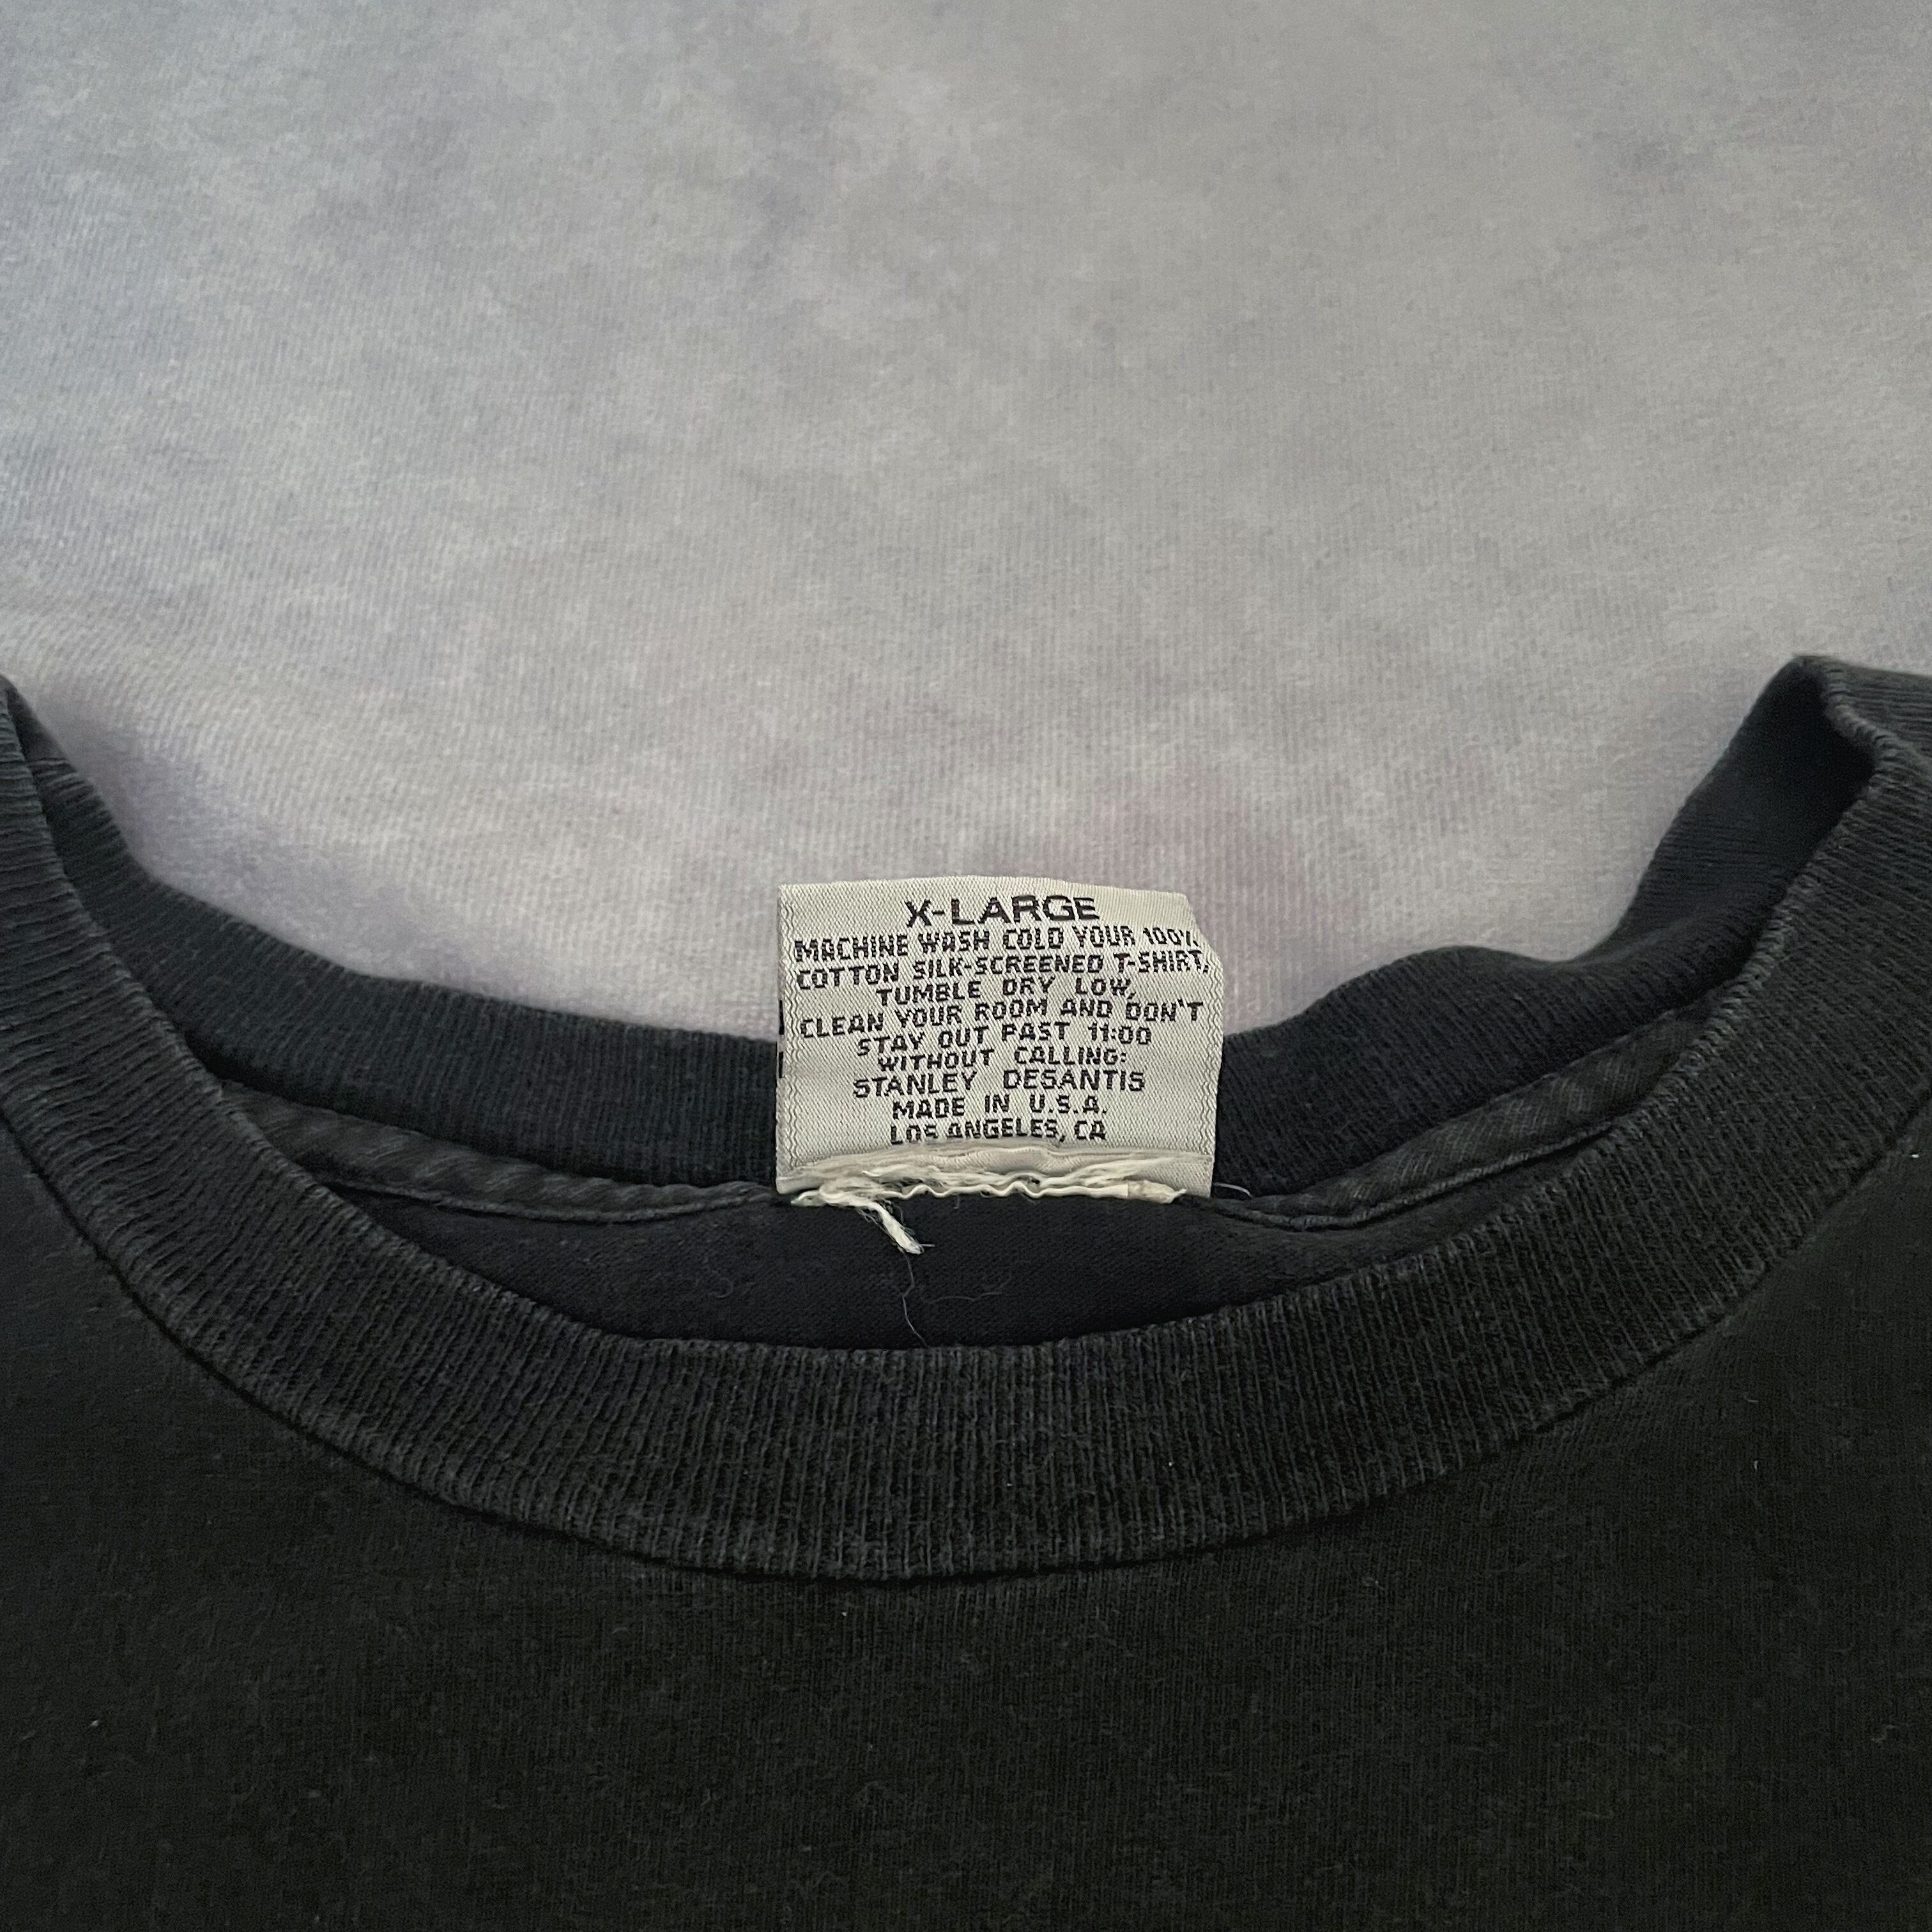 X-LARGE
MACHINE WASH COLD YOUR 100%
COTTON SILK-SCREENED T-SHIRT,
TUMBLE DRY LOW,
CLEAN YOUR ROOM AND DON'T
STAY OUT PAST 11:00
WITHOUT CALLING:
STANLEY DESANTIS
MADE IN U.S.A.
LOS ANGELES, CA